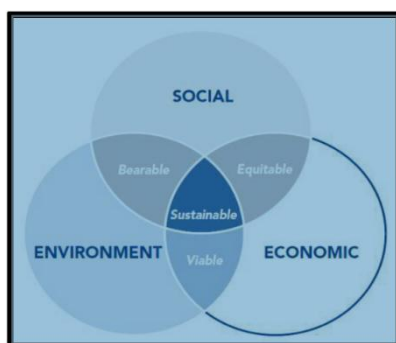 SOCIAL
Bearable
Equitable
Sustainable
ENVIRONMENT
Viable
ECONOMIC